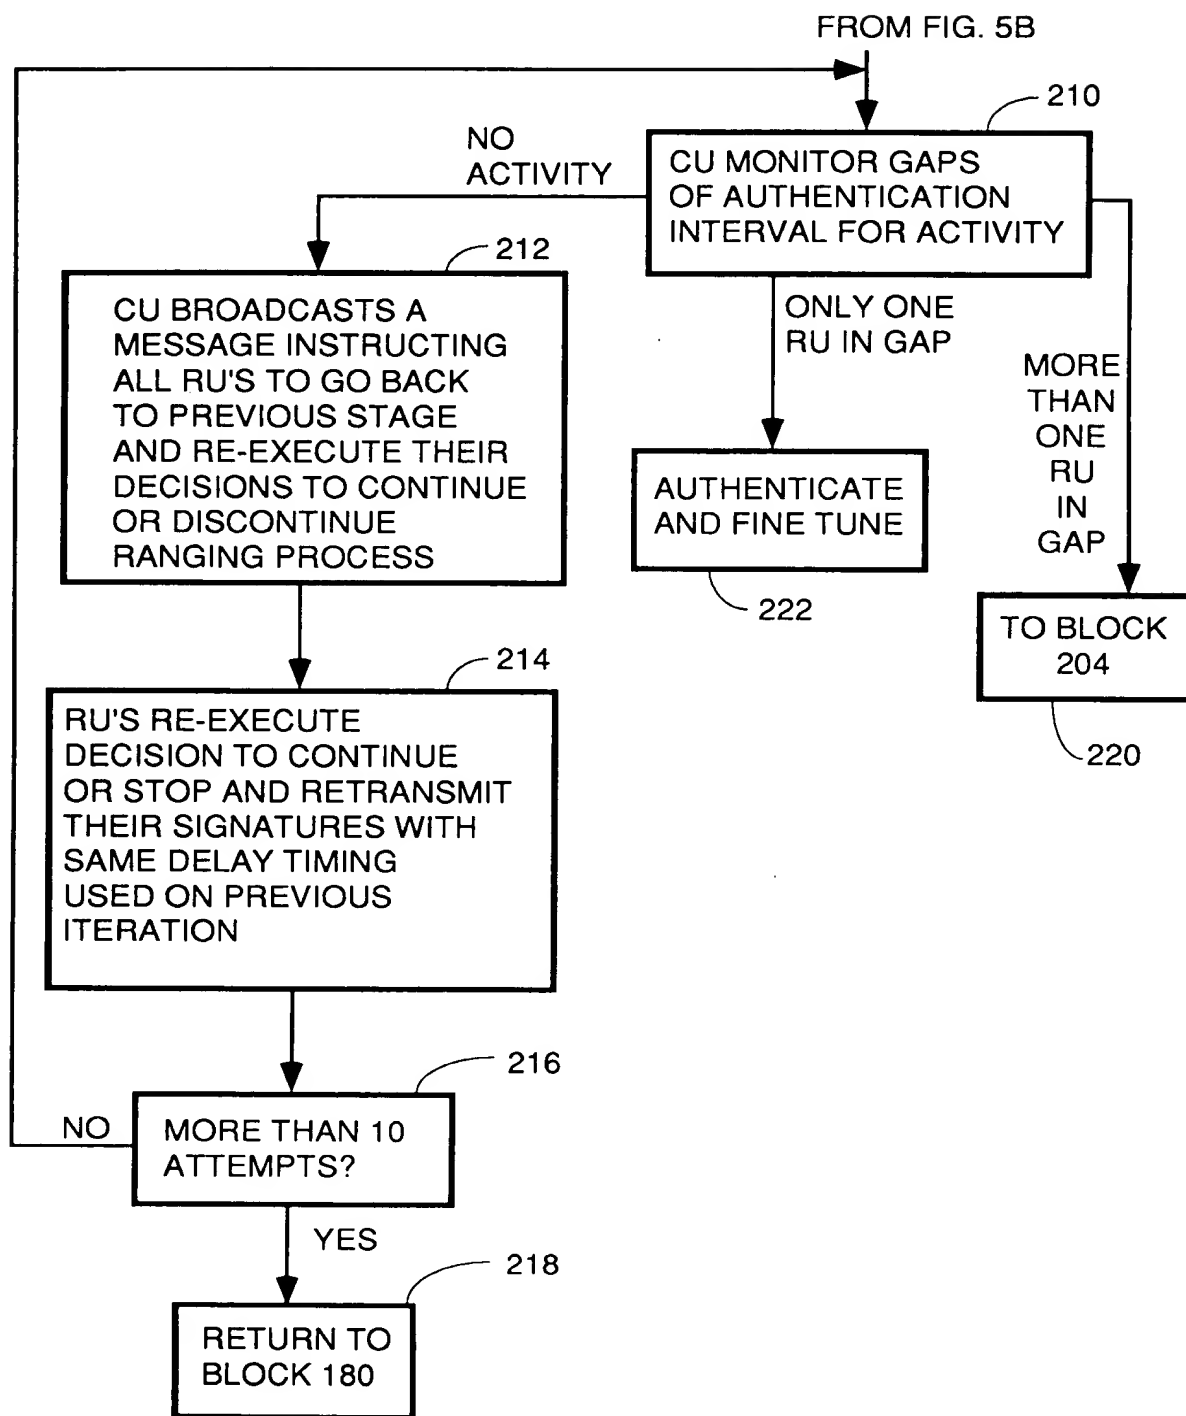 FROM FIG. 5B
210
CU MONITOR GAPS
OF AUTHENTICATION
INTERVAL FOR ACTIVITY
NO
ACTIVITY
212
CU BROADCASTS A
MESSAGE INSTRUCTING
ALL RU'S TO GO BACK
TO PREVIOUS STAGE
AND RE-EXECUTE THEIR
DECISIONS TO CONTINUE
OR DISCONTINUE
RANGING PROCESS
ONLY ONE
RU IN GAP
MORE
THAN
ONE
RU
IN
GAP
AUTHENTICATE
AND FINE TUNE
222
TO BLOCK
204
220
214
RU'S RE-EXECUTE
DECISION TO CONTINUE
OR STOP AND RETRANSMIT
THEIR SIGNATURES WITH
SAME DELAY TIMING
USED ON PREVIOUS
ITERATION
216
NO
MORE THAN 10
ATTEMPTS?
YES
218
RETURN TO
BLOCK 180